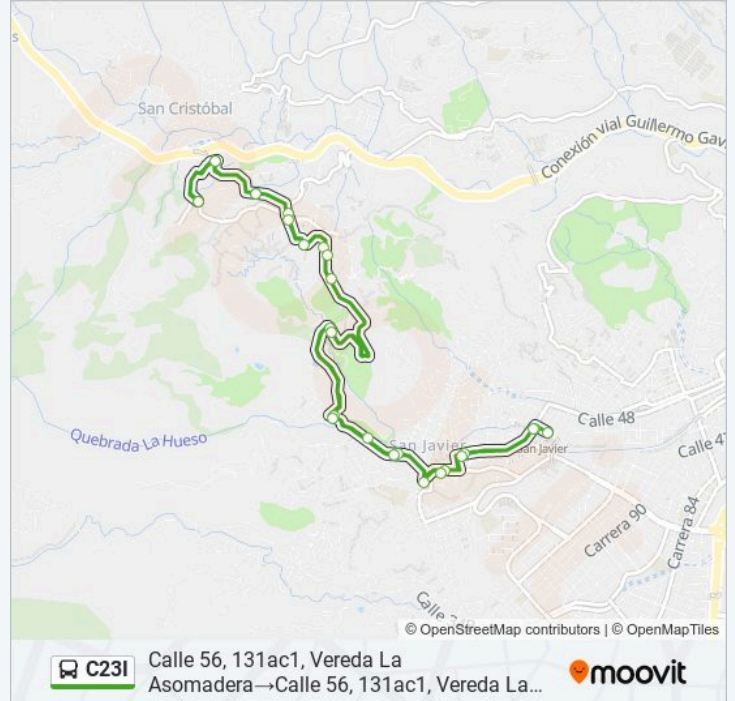 San Cristóbal
Conexión vial Guillermo Gav
Quebrada La Hueso
San Javier
Calle 48
San Javier
Calle 4
Carrera 90
Carrera 84
Calle
© OpenStreetMap contributors | © OpenMapTiles
C23I
Calle 56, 131ac1, Vereda La
Asomadera→Calle 56, 131ac1, Vereda La...
moovit